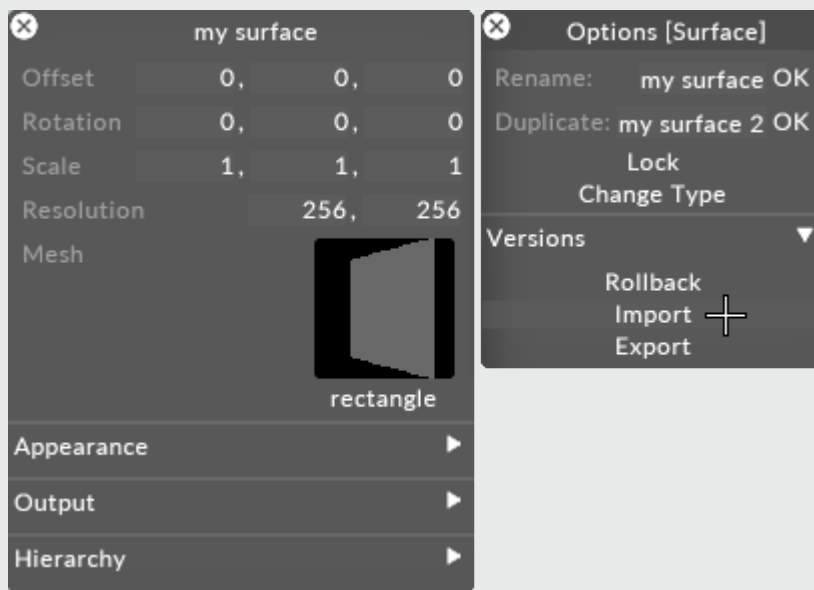 my surface
Offset 0, 0, 0
Rotation 0, 0, 0
Scale 1, 1, 1
Resolution 256, 256
Mesh
rectangle
Appearance
Output
Hierarchy
Options [Surface]
Rename: my surface OK
Duplicate: my surface 2 OK
Lock
Change Type
Versions
Rollback
Import
Export